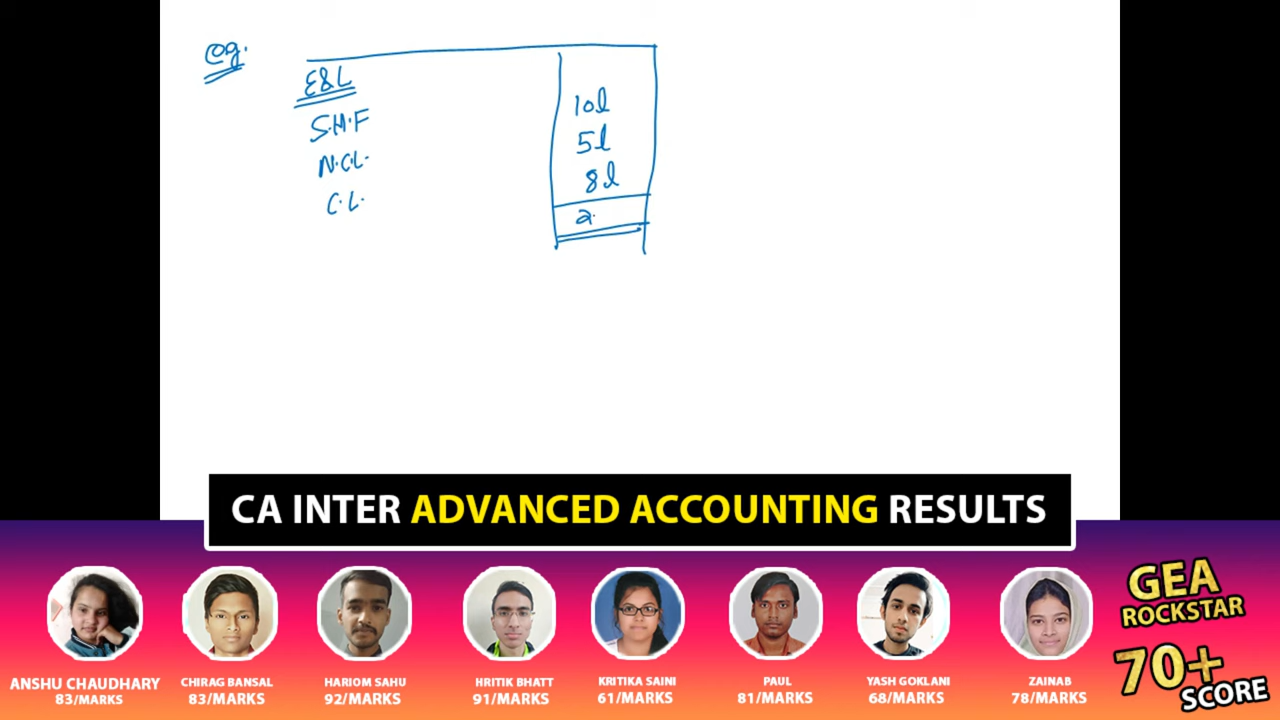 eg.
E&L
S.H.F 10l
N.C.L. 5l
C.L. 8l
2
CA INTER ADVANCED ACCOUNTING RESULTS
GEA
ROCKSTAR
70+
SCORE
ANSHU CHAUDHARY
83/MARKS
CHIRAG BANSAL
83/MARKS
HARIOM SAHU
92/MARKS
HRITIK BHATT
91/MARKS
KRITIKA SAINI
61/MARKS
PAUL
81/MARKS
YASH GOKLANI
68/MARKS
ZAINAB
78/MARKS